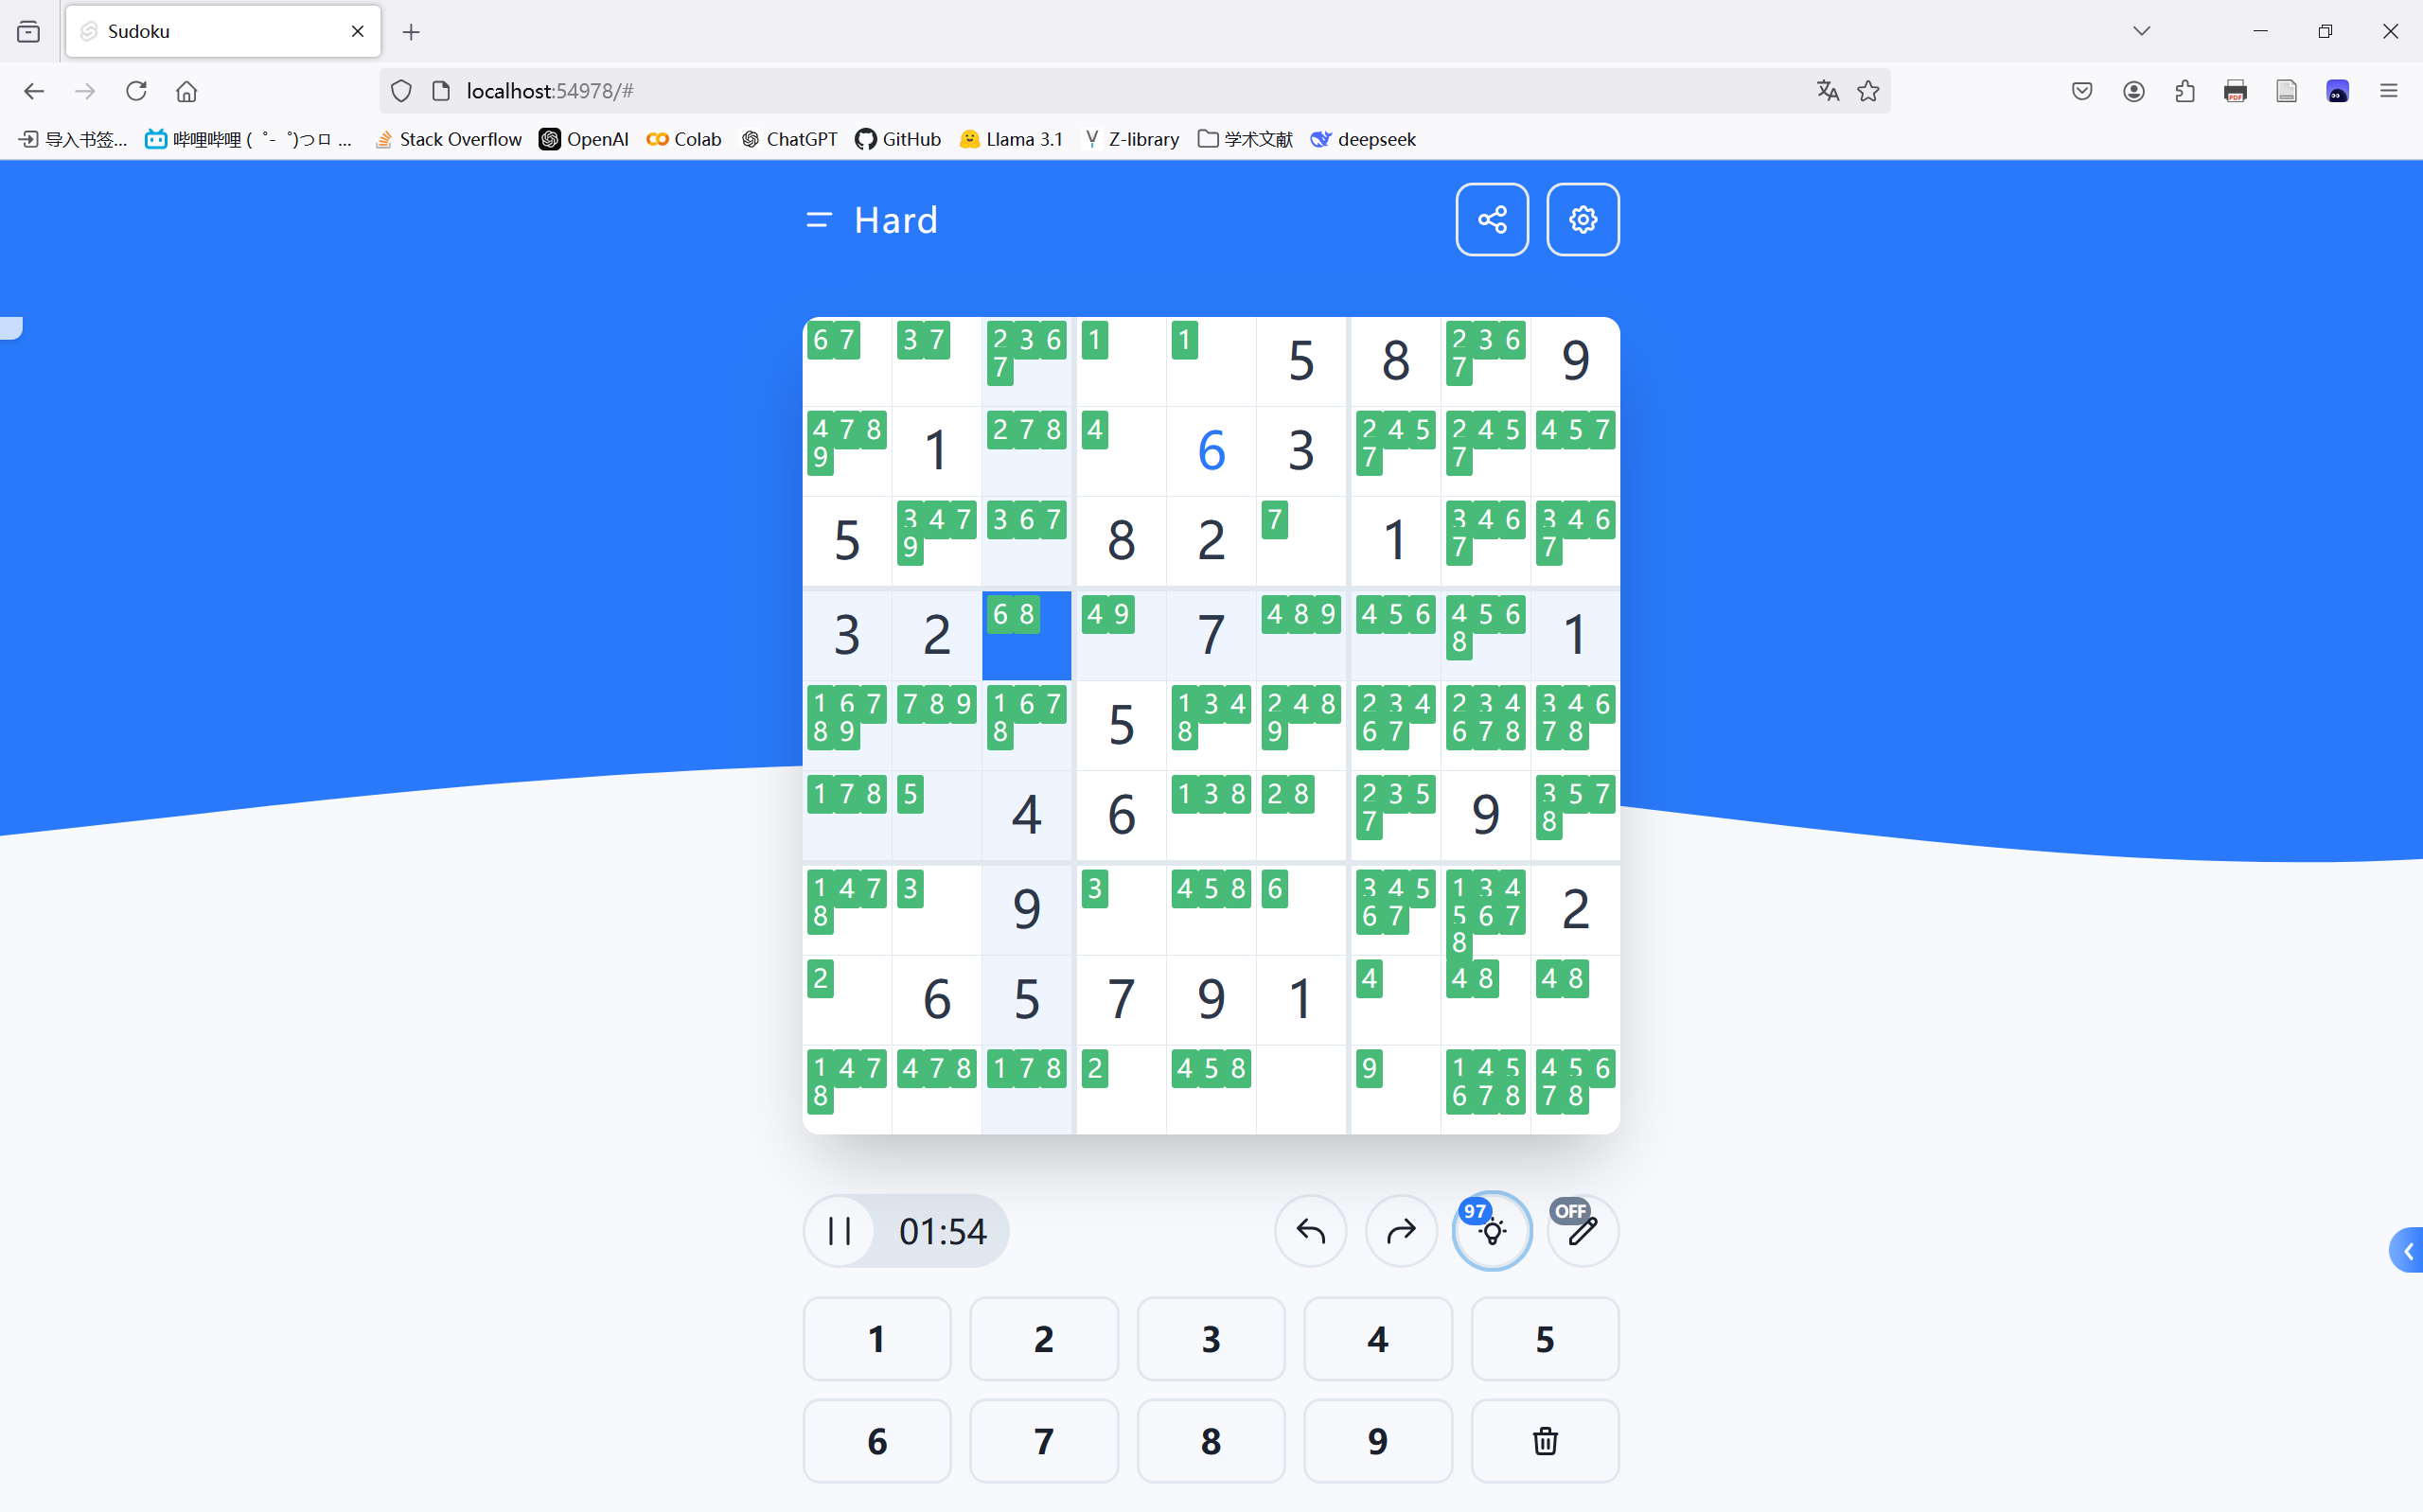 Sudoku
localhost:54978/#
导入书签... 哔哩哔哩 ( ゜- ゜)つロ ... Stack Overflow OpenAI Colab ChatGPT GitHub Llama 3.1 Z-library 学术文献 deepseek
Hard
6 7 3 7 2 3 6 7 1 1 5 8 2 3 6 7 9
4 7 8 9 1 2 7 8 4 6 3 2 4 5 7 2 4 5 7 4 5 7
5 3 4 7 9 3 6 7 8 2 7 1 3 4 6 7 3 4 6 7
3 2 6 8 4 9 7 4 8 9 4 5 6 4 5 6 8 1
1 6 7 8 9 7 8 9 1 6 7 8 5 1 3 4 8 2 4 8 9 2 3 4 6 7 2 3 4 6 7 8 3 4 6 7 8
1 7 8 5 4 6 1 3 8 2 8 2 3 5 7 9 3 5 7 8
1 4 7 8 3 9 3 4 5 8 6 3 4 5 6 7 1 3 4 5 6 7 8 2
2 6 5 7 9 1 4 4 8 4 8
1 4 7 8 4 7 8 1 7 8 2 4 5 8 9 1 4 5 6 7 8 4 5 6 7 8
01:54 97 OFF
1 2 3 4 5
6 7 8 9